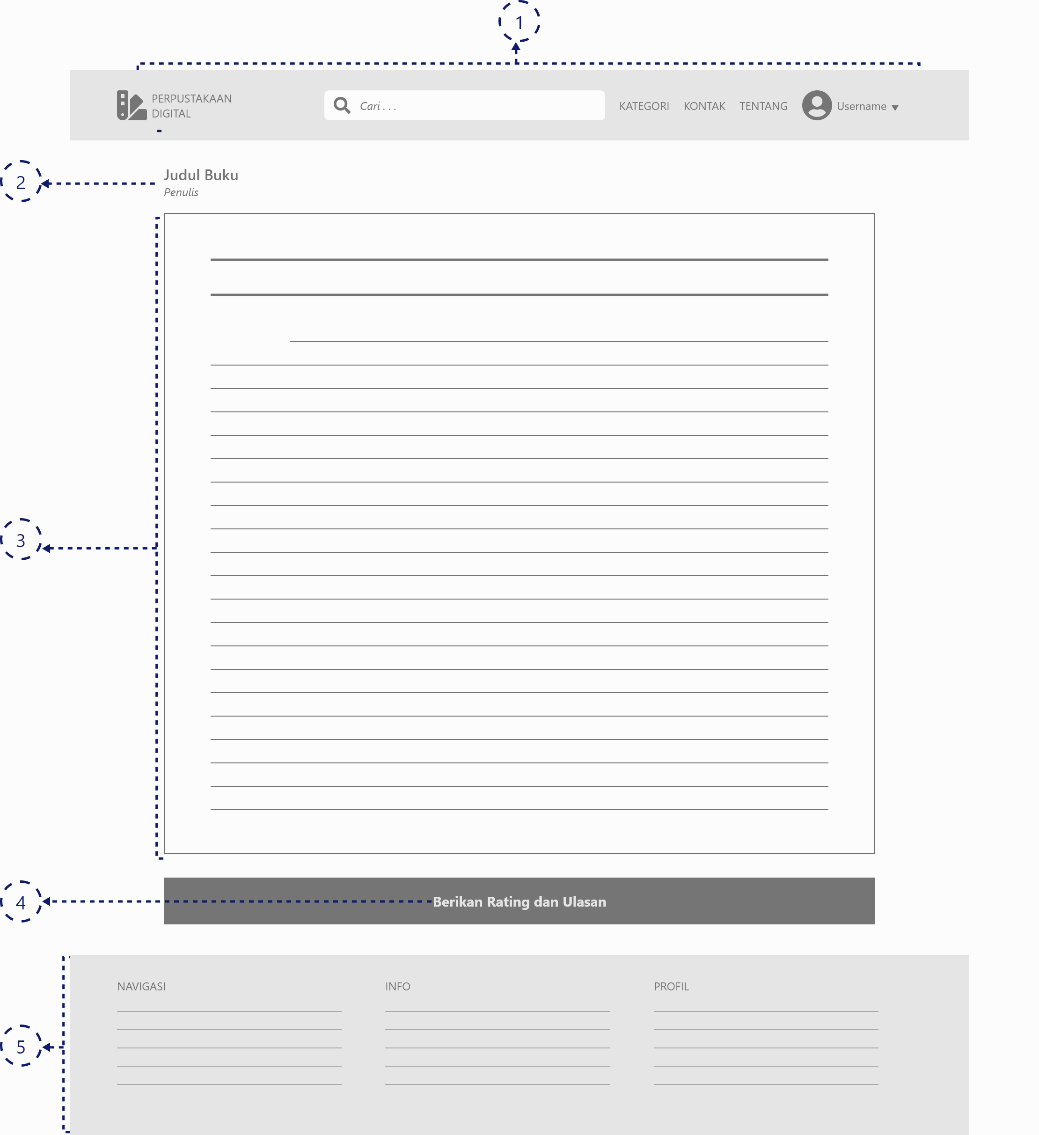 1
PERPUSTAKAAN
DIGITAL
Cari . . .
KATEGORI KONTAK TENTANG Username
2
Judul Buku
Penulis
3
4
Berikan Rating dan Ulasan
5
NAVIGASI INFO PROFIL